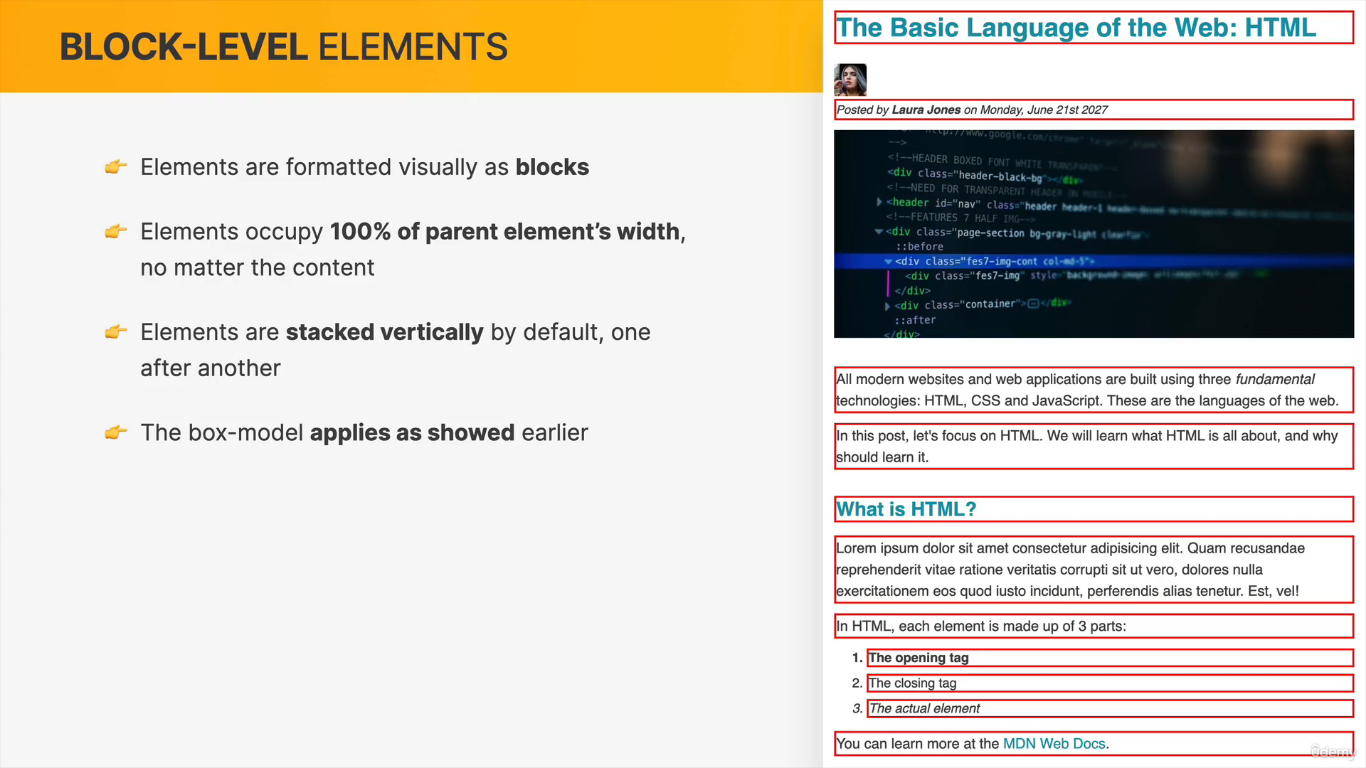 BLOCK-LEVEL ELEMENTS
👉 Elements are formatted visually as blocks
👉 Elements occupy 100% of parent element’s width,
no matter the content
👉 Elements are stacked vertically by default, one
after another
👉 The box-model applies as showed earlier
The Basic Language of the Web: HTML
Posted by Laura Jones on Monday, June 21st 2027
http://www.google.com/chrome
-->
<!--HEADER BOXED FONT WHITE TRANSPARENT-->
<div class="header-black-bg"></div>
<!--NEED FOR TRANSPARENT HEADER ON MOBILE-->
<header id="nav" class="header header-1
<!--FEATURES 7 HALF IMG-->
<div class="page-section bg-gray-light clearfix">
::before
<div class="fes7-img-cont col-md-5">
<div class="fes7-img" style="background-image:
</div>
<div class="container"></div>
::after
</div>
All modern websites and web applications are built using three fundamental
technologies: HTML, CSS and JavaScript. These are the languages of the web.
In this post, let's focus on HTML. We will learn what HTML is all about, and why
should learn it.
What is HTML?
Lorem ipsum dolor sit amet consectetur adipisicing elit. Quam recusandae
reprehenderit vitae ratione veritatis corrupti sit ut vero, dolores nulla
exercitationem eos quod iusto incidunt, perferendis alias tenetur. Est, vel!
In HTML, each element is made up of 3 parts:
1. The opening tag
2. The closing tag
3. The actual element
You can learn more at the MDN Web Docs.
ûdemy